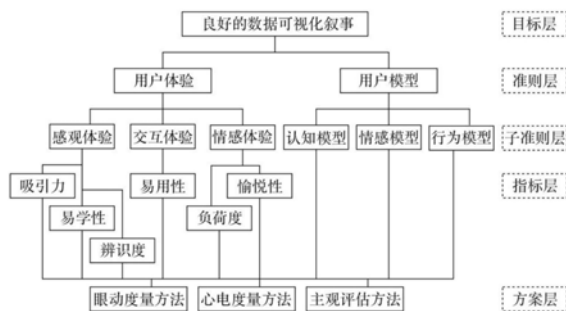 良好的数据可视化叙事
目标层
用户体验
用户模型
准则层
感观体验
交互体验
情感体验
认知模型
情感模型
行为模型
子准则层
吸引力
易用性
愉悦性
指标层
易学性
负荷度
辨识度
眼动度量方法
心电度量方法
主观评估方法
方案层